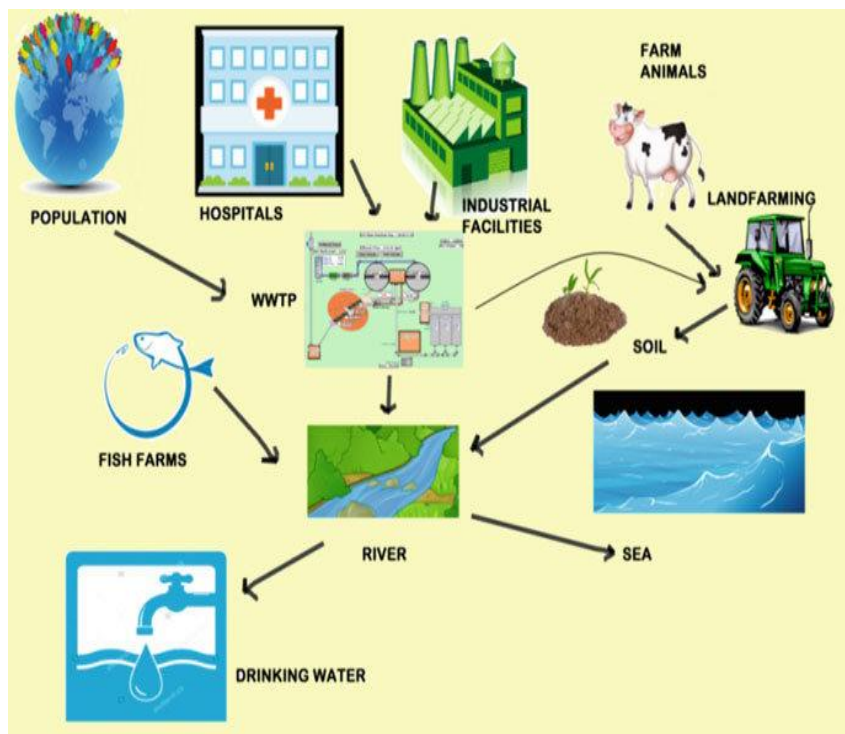 FARM
ANIMALS
POPULATION
HOSPITALS
INDUSTRIAL
FACILITIES
LANDFARMING
WWTP
SOIL
FISH FARMS
RIVER
SEA
DRINKING WATER